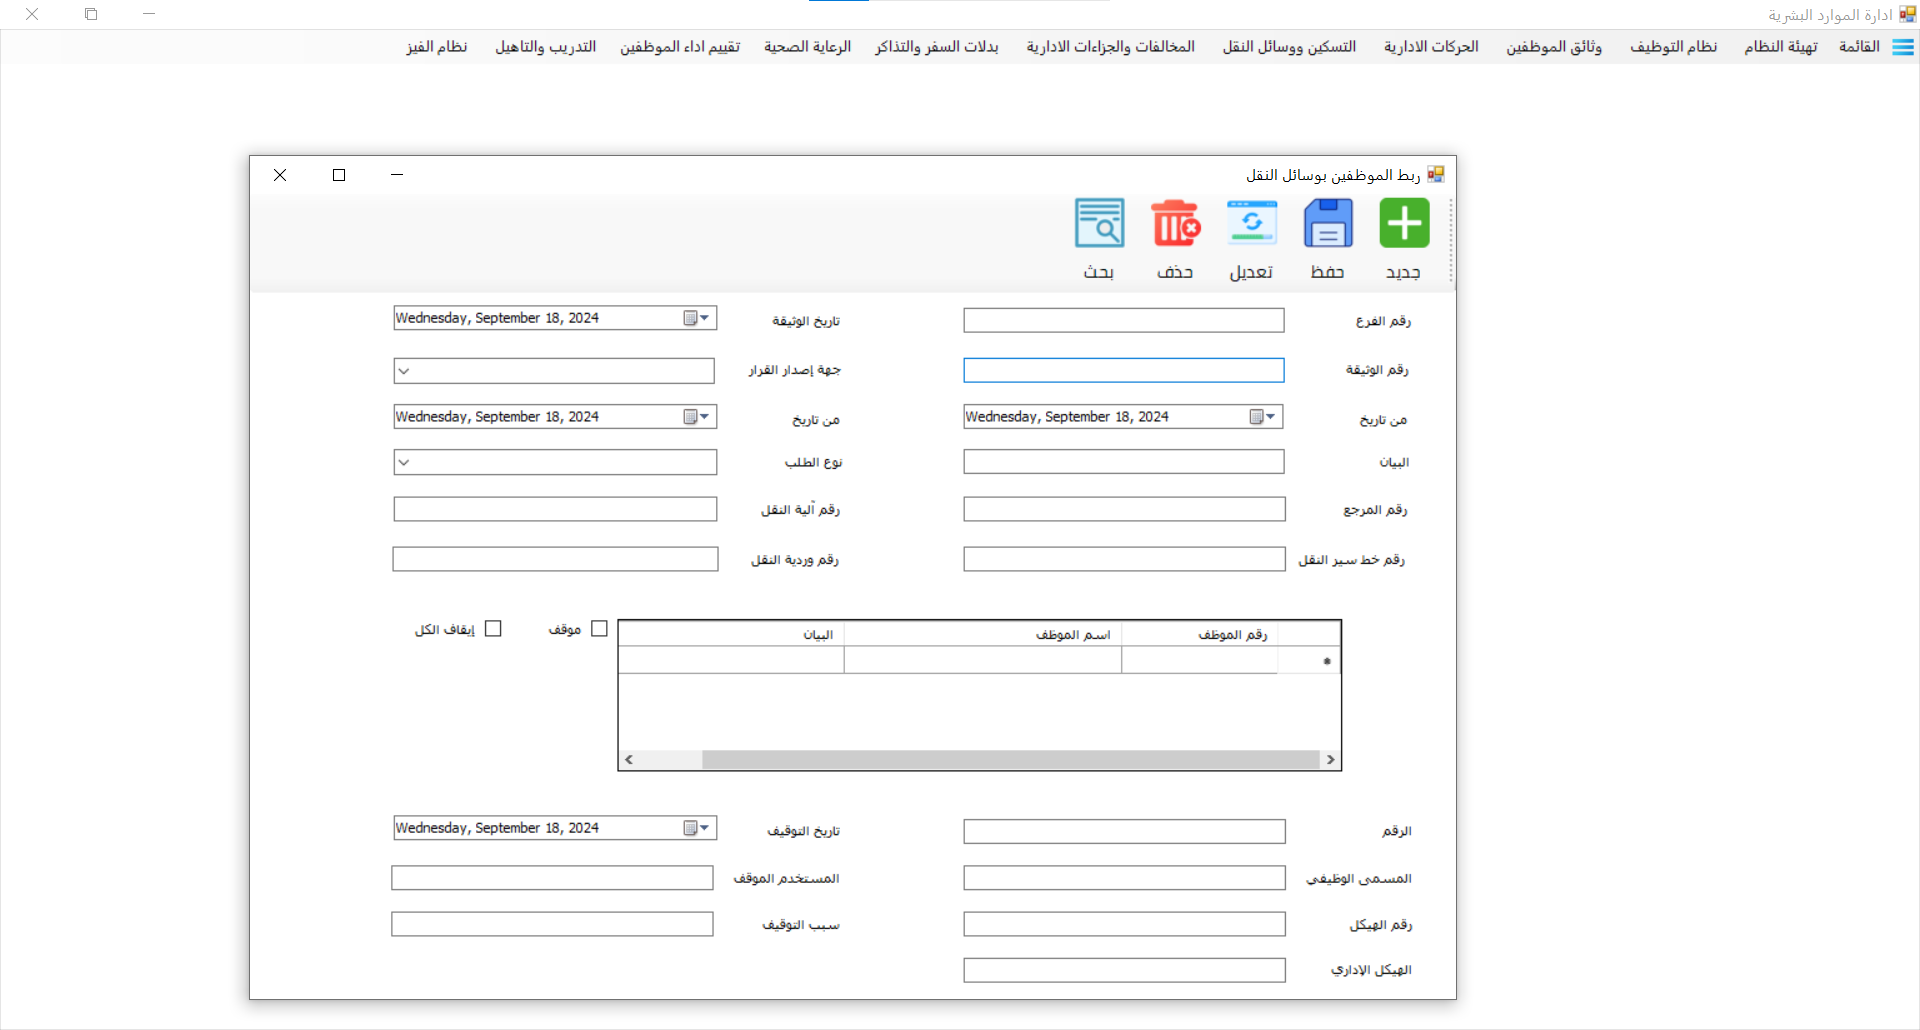 ادارة الموارد البشرية
القائمة تهيئة النظام نظام التوظيف وثائق الموظفين الحركات الادارية التسكين ووسائل النقل المخالفات والجزاءات الادارية بدلات السفر والتذاكر الرعاية الصحية تقييم اداء الموظفين التدريب والتاهيل نظام الفيز
ربط الموظفين بوسائل النقل
جديد حفظ تعديل حذف بحث
رقم الفرع تاريخ الوثيقة Wednesday, September 18, 2024
رقم الوثيقة جهة إصدار القرار
من تاريخ Wednesday, September 18, 2024 من تاريخ Wednesday, September 18, 2024
البيان نوع الطلب
رقم المرجع رقم آلية النقل
رقم خط سير النقل رقم وردية النقل
رقم الموظف اسم الموظف البيان موقف إيقاف الكل
الرقم تاريخ التوقيف Wednesday, September 18, 2024
المسمى الوظيفي المستخدم الموقف
رقم الهيكل سبب التوقيف
الهيكل الإداري